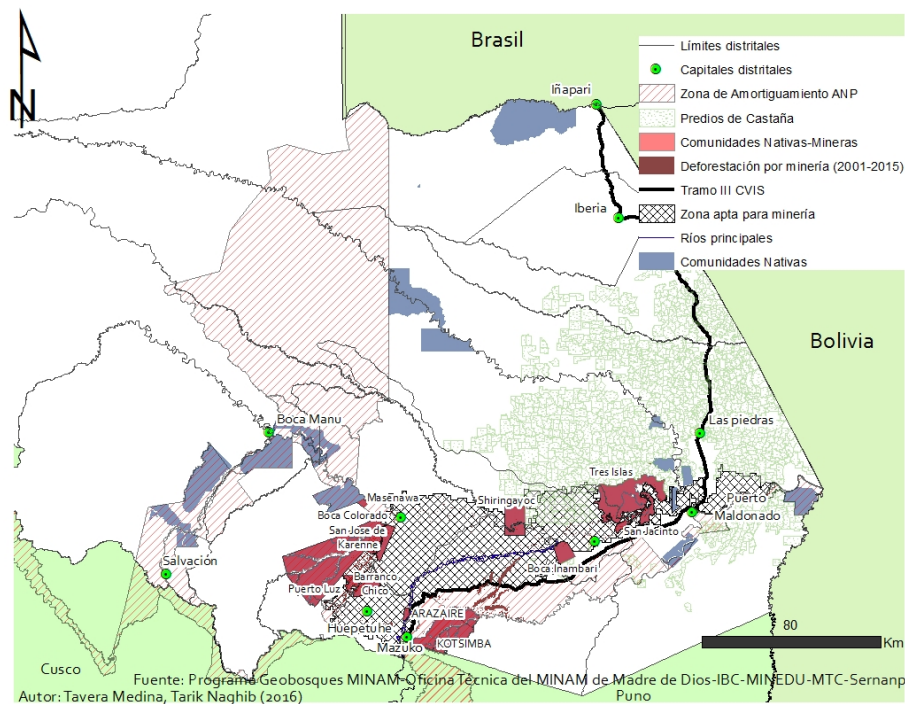 N
Brasil
Límites distritales
Capitales distritales
Zona de Amortiguamiento ANP
Predios de Castaña
Comunidades Nativas-Mineras
Deforestación por minería (2001-2015)
Tramo III CVIS
Zona apta para minería
Ríos principales
Comunidades Nativas
Iñapari
Iberia
Bolivia
Boca Manu
Las piedras
Tres Islas
Masenawa
Shiringayoc
Puerto
Maldonado
Boca Colorado
San Jose de
Karenne
San Jacinto
Salvación
Boca Inambari
Barranco
Chico
Puerto Luz
ARAZAIRE
Huepetuhe
KOTSIMBA
Mazuko
80
Km
Cusco
Fuente: Programa Geobosques MINAM-Oficina Técnica del MINAM de Madre de Dios-IBC-MINEDU-MTC-Sernanp
Autor: Tavera Medina, Tarik Naghib (2016)
Puno